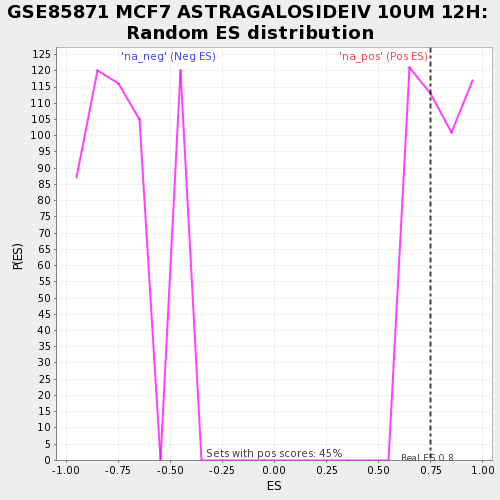 GSE85871 MCF7 ASTRAGALOSIDEIV 10UM 12H:
Random ES distribution
'na_neg' (Neg ES)
'na_pos' (Pos ES)
P(ES)
125
120
115
110
105
100
95
90
85
80
75
70
65
60
55
50
45
40
35
30
25
20
15
10
5
0
Sets with pos scores: 45%
Real ES 0.8
-1.00 -0.75 -0.50 -0.25 0.00 0.25 0.50 0.75 1.00
ES